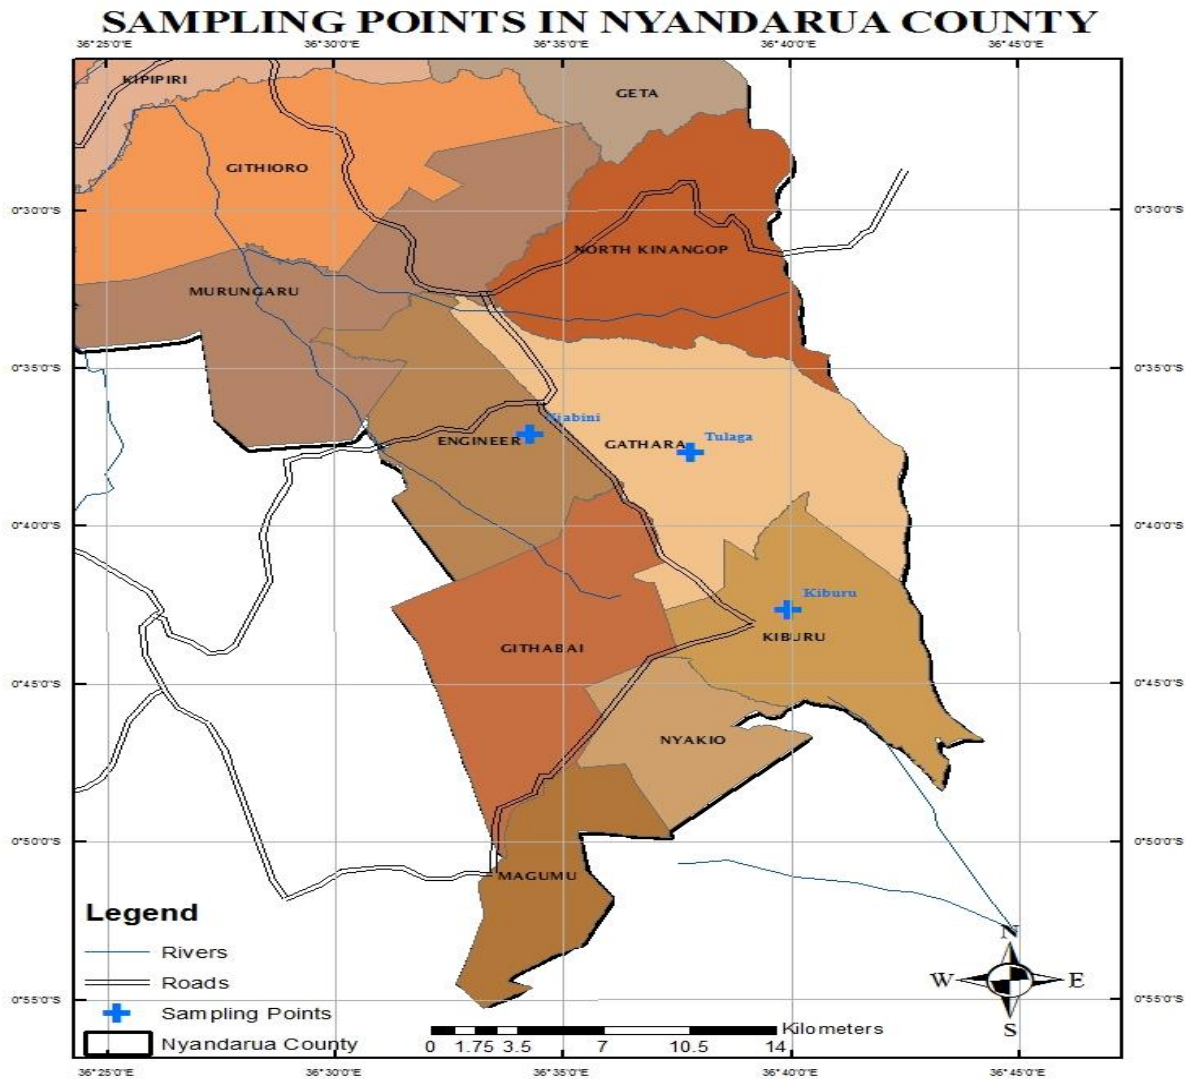 SAMPLING POINTS IN NYANDARUA COUNTY
36°25'0"E 36°30'0"E 36°35'0"E 36°40'0"E 36°45'0"E
KIPIPIRI
GETA
GITHIORO
0°30'0"S 0°30'0"S
NORTH KINANGOP
MURUNGARU
0°35'0"S 0°35'0"S
ENGINEER
GATHARA
Tulaga
0°40'0"S 0°40'0"S
Kiburu
KIBURU
GITHABAI
0°45'0"S 0°45'0"S
NYAKIO
0°50'0"S 0°50'0"S
MAGUMU
Legend
Rivers
Roads
Sampling Points
Nyandarua County
N
W E
S
0°55'0"S 0°55'0"S
Kilometers
0 1.75 3.5 7 10.5 14
36°25'0"E 36°30'0"E 36°35'0"E 36°40'0"E 36°45'0"E